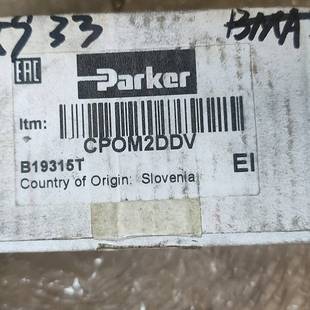 EAC
Parker
Itm:
CPOM2DDV
B19315T
EI
Country of Origin: Slovenia